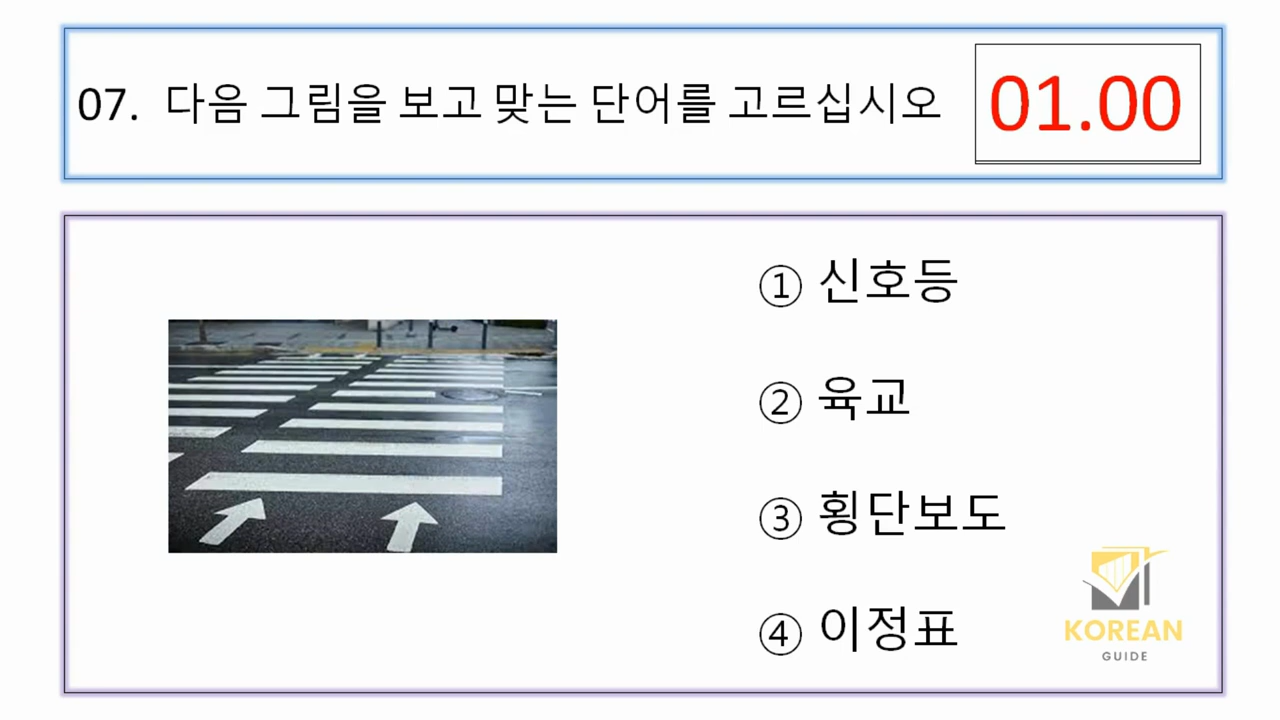 07. 다음 그림을 보고 맞는 단어를 고르십시오
01.00
① 신호등
② 육교
③ 횡단보도
④ 이정표
KOREAN
GUIDE